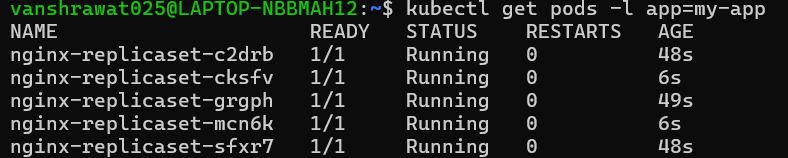 vanshrawat025@LAPTOP-NBBMAH12:~$ kubectl get pods -l app=my-app
NAME READY STATUS RESTARTS AGE
nginx-replicaset-c2drb 1/1 Running 0 48s
nginx-replicaset-cksfv 1/1 Running 0 6s
nginx-replicaset-grgph 1/1 Running 0 49s
nginx-replicaset-mcn6k 1/1 Running 0 6s
nginx-replicaset-sfxr7 1/1 Running 0 48s